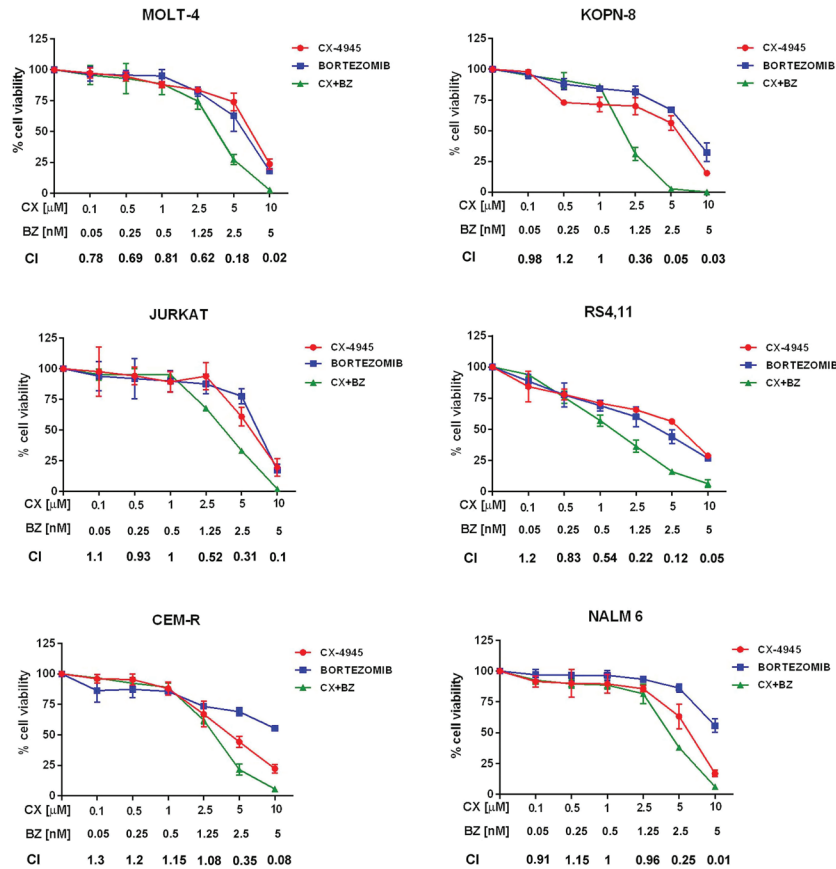 MOLT-4
125
100
75
50
25
0
% cell viability
CX-4945
BORTEZOMIB
CX+BZ
CX [μM] 0.1 0.5 1 2.5 5 10
BZ [nM] 0.05 0.25 0.5 1.25 2.5 5
CI 0.78 0.69 0.81 0.62 0.18 0.02
KOPN-8
125
100
75
50
25
0
% cell viability
CX-4945
BORTEZOMIB
CX+BZ
CX [μM] 0.1 0.5 1 2.5 5 10
BZ [nM] 0.05 0.25 0.5 1.25 2.5 5
CI 0.98 1.2 1 0.36 0.05 0.03
JURKAT
125
100
75
50
25
0
% cell viability
CX-4945
BORTEZOMIB
CX+BZ
CX [μM] 0.1 0.5 1 2.5 5 10
BZ [nM] 0.05 0.25 0.5 1.25 2.5 5
CI 1.1 0.93 1 0.52 0.31 0.1
RS4,11
125
100
75
50
25
0
% cell viability
CX-4945
BORTEZOMIB
CX+BZ
CX [μM] 0.1 0.5 1 2.5 5 10
BZ [nM] 0.05 0.25 0.5 1.25 2.5 5
CI 1.2 0.83 0.54 0.22 0.12 0.05
CEM-R
125
100
75
50
25
0
% cell viability
CX-4945
BORTEZOMIB
CX+BZ
CX [μM] 0.1 0.5 1 2.5 5 10
BZ [nM] 0.05 0.25 0.5 1.25 2.5 5
CI 1.3 1.2 1.15 1.08 0.35 0.08
NALM 6
125
100
75
50
25
0
% cell viability
CX-4945
BORTEZOMIB
CX+BZ
CX [μM] 0.1 0.5 1 2.5 5 10
BZ [nM] 0.05 0.25 0.5 1.25 2.5 5
CI 0.91 1.15 1 0.96 0.25 0.01